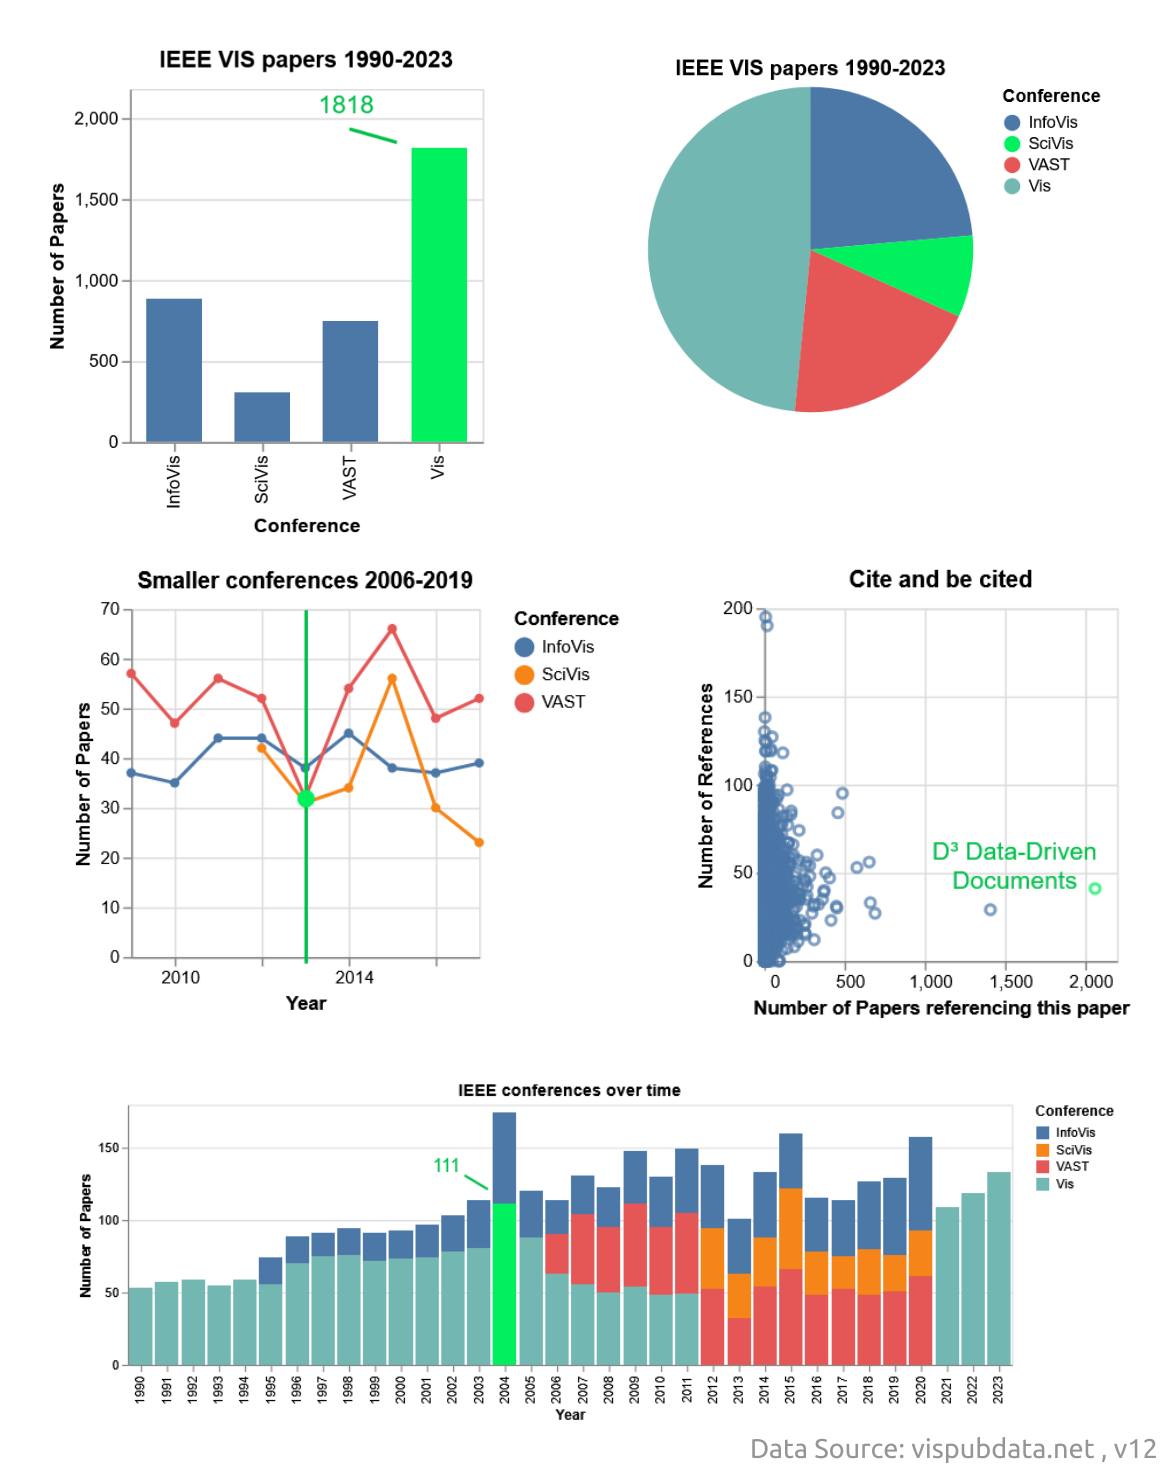 IEEE VIS papers 1990-2023
1818
2,000
1,500
1,000
500
0
Number of Papers
InfoVis
SciVis
VAST
Vis
Conference
IEEE VIS papers 1990-2023
Conference
InfoVis
SciVis
VAST
Vis
Smaller conferences 2006-2019
70
60
50
40
30
20
10
0
Number of Papers
2010
2014
Year
Conference
InfoVis
SciVis
VAST
Cite and be cited
200
150
100
50
0
Number of References
D³ Data-Driven
Documents
0
500
1,000
1,500
2,000
Number of Papers referencing this paper
IEEE conferences over time
150
100
50
0
Number of Papers
111
1990
1991
1992
1993
1994
1995
1996
1997
1998
1999
2000
2001
2002
2003
2004
2005
2006
2007
2008
2009
2010
2011
2012
2013
2014
2015
2016
2017
2018
2019
2020
2021
2022
2023
Year
Conference
InfoVis
SciVis
VAST
Vis
Data Source: vispubdata.net , v12